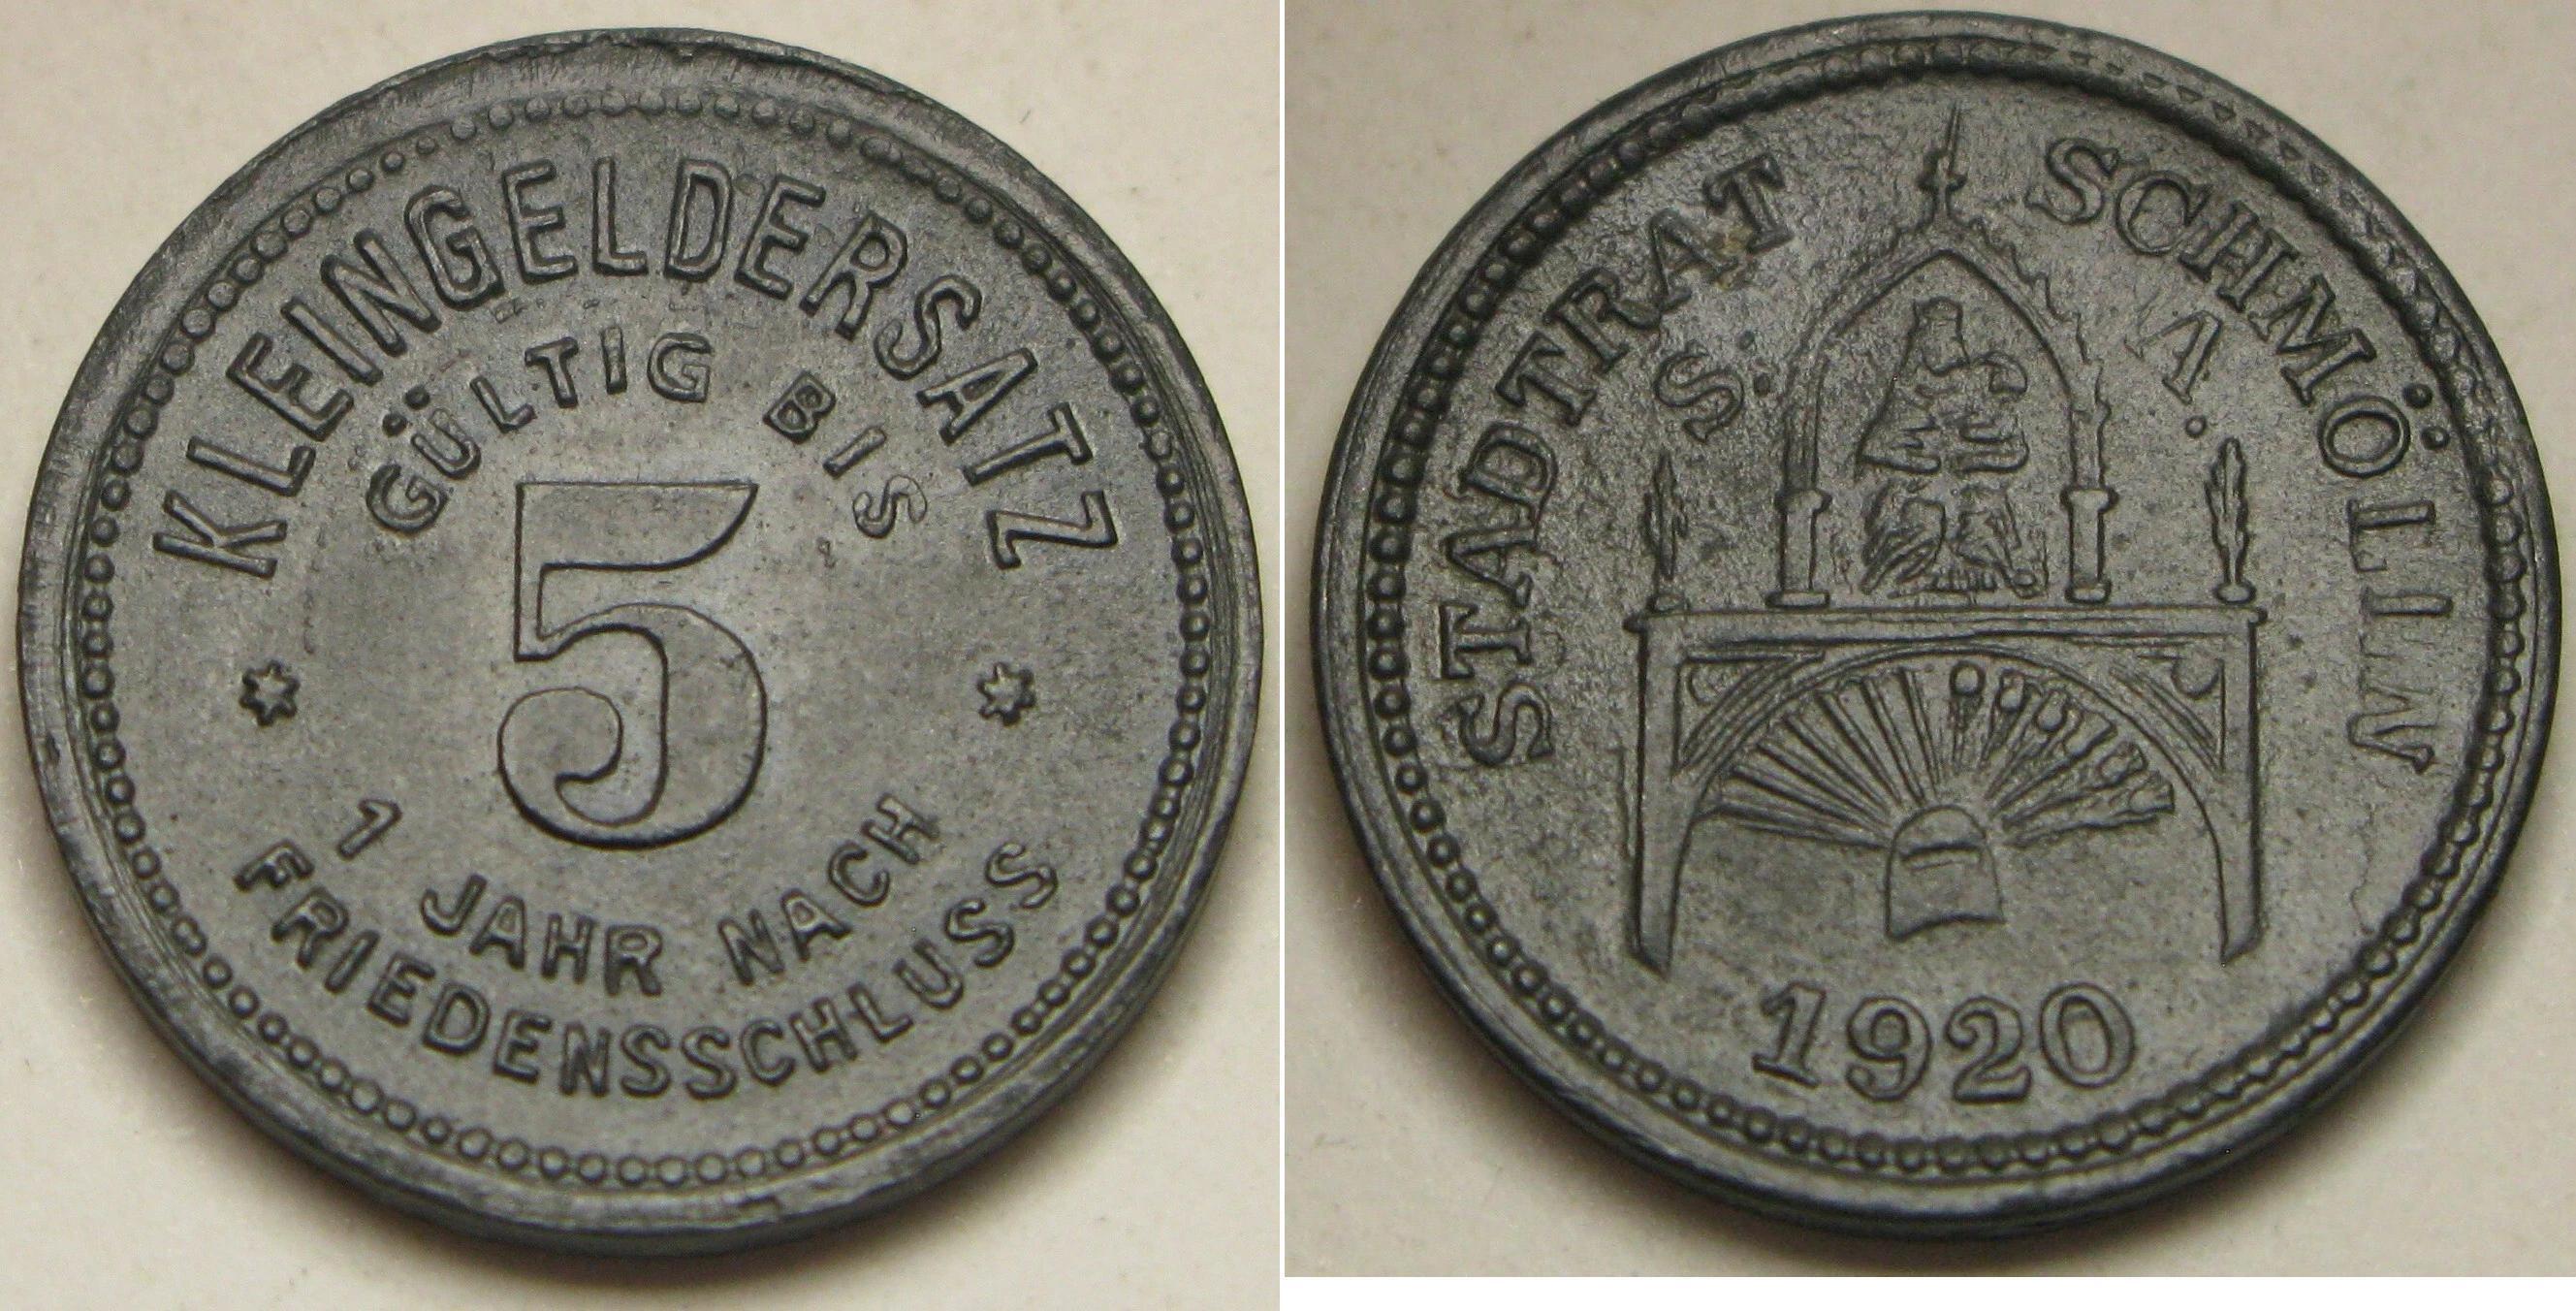 KLEINGELDERSATZ
GÜLTIG BIS
5
1 JAHR NACH
FRIEDENSSCHLUSS
STADTRAT SCHMÖLLN
S. A.
1920